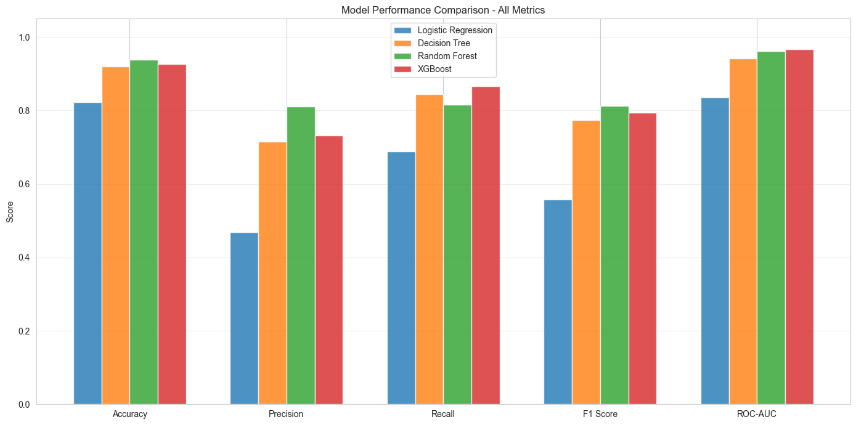 Model Performance Comparison - All Metrics
Logistic Regression
Decision Tree
Random Forest
XGBoost
Score
1.0
0.8
0.6
0.4
0.2
0.0
Accuracy
Precision
Recall
F1 Score
ROC-AUC